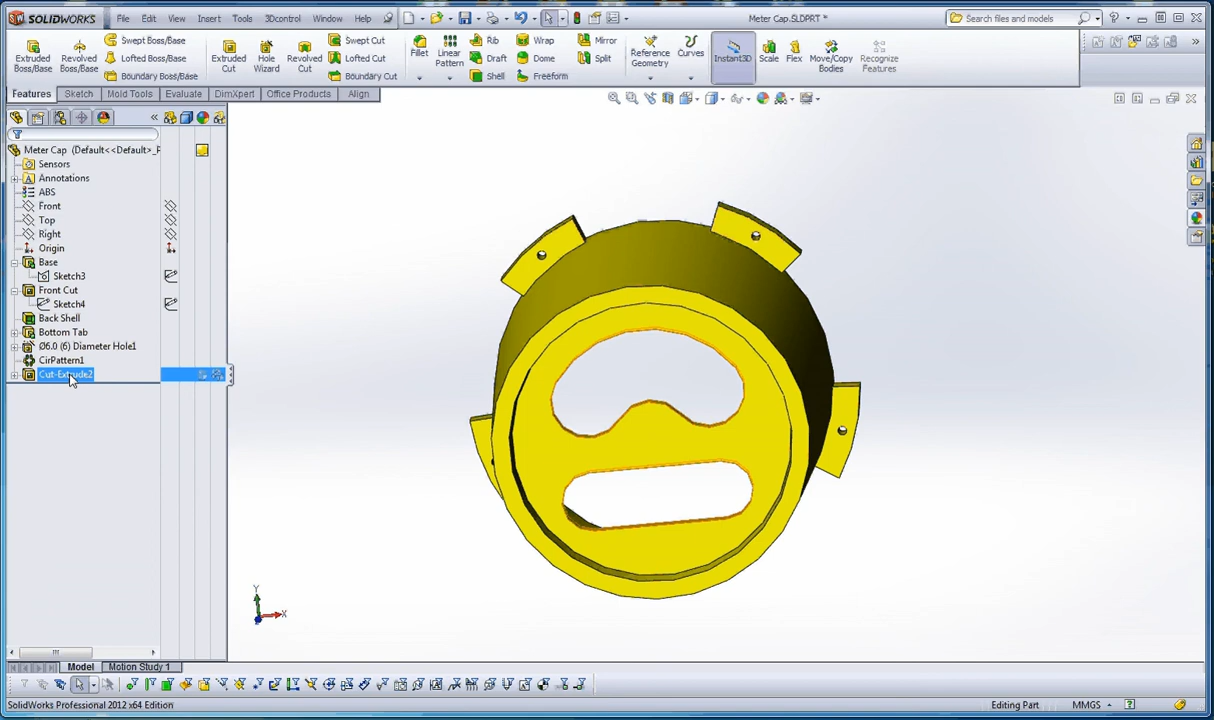 SOLIDWORKS File Edit View Insert Tools 3Dcontrol Window Help Meter Cap.SLDPRT * Search files and models
Extruded Boss/Base
Revolved Boss/Base
Swept Boss/Base
Lofted Boss/Base
Boundary Boss/Base
Extruded Cut
Hole Wizard
Revolved Cut
Swept Cut
Lofted Cut
Boundary Cut
Fillet
Linear Pattern
Rib
Draft
Shell
Wrap
Dome
Freeform
Mirror
Split
Reference Geometry
Curves
Instant3D
Scale
Flex
Move/Copy Bodies
Recognize Features
Features Sketch Mold Tools Evaluate DimXpert Office Products Align
Meter Cap (Default<<Default>_F
Sensors
Annotations
ABS
Front
Top
Right
Origin
Base
Sketch3
Front Cut
Sketch4
Back Shell
Bottom Tab
Ø6.0 (6) Diameter Hole1
CirPattern1
Cut-Extrude2
Y
X
Model Motion Study 1
SolidWorks Professional 2012 x64 Edition Editing Part MMGS